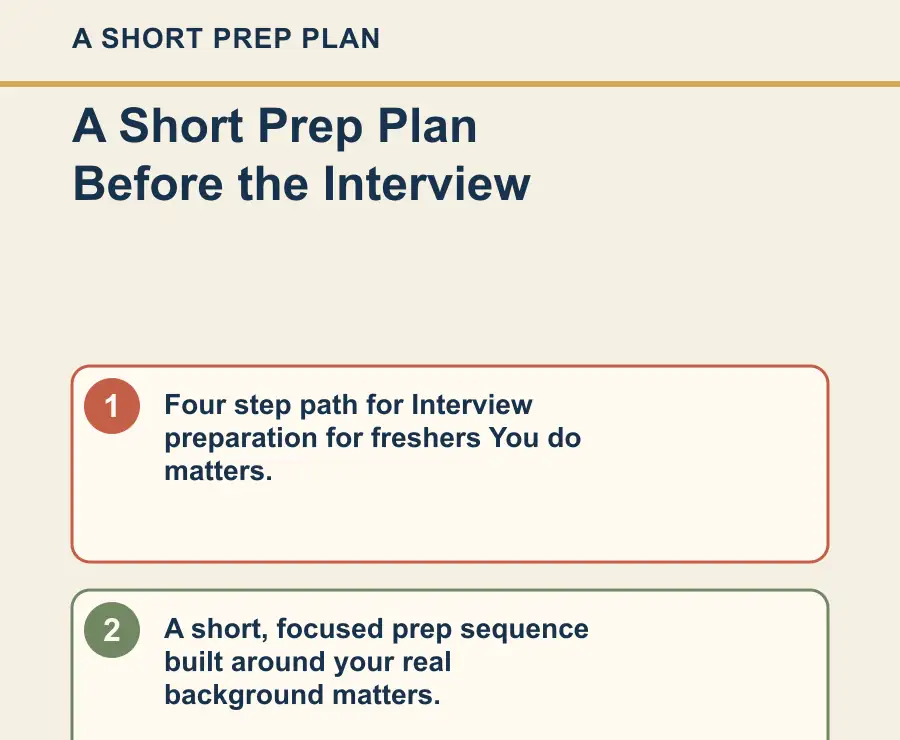 A SHORT PREP PLAN
A Short Prep Plan
Before the Interview
1
Four step path for Interview
preparation for freshers You do
matters.
2
A short, focused prep sequence
built around your real
background matters.